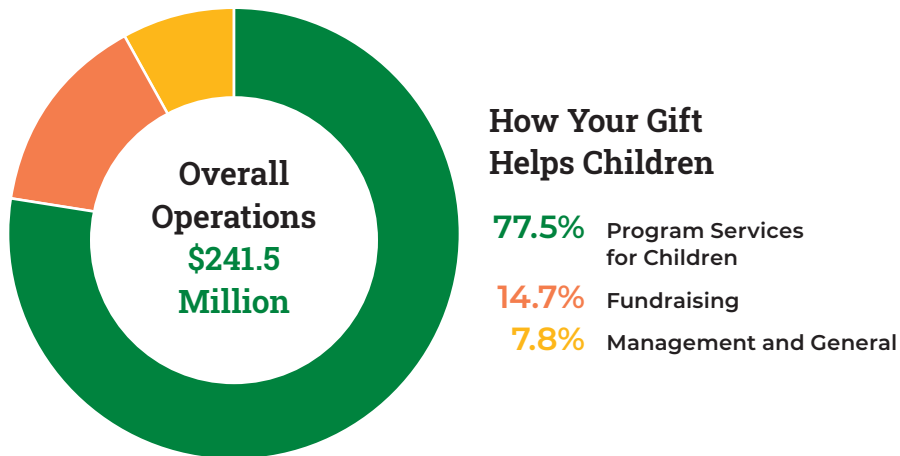 Overall
Operations
$241.5
Million
How Your Gift
Helps Children
77.5% Program Services
for Children
14.7% Fundraising
7.8% Management and General